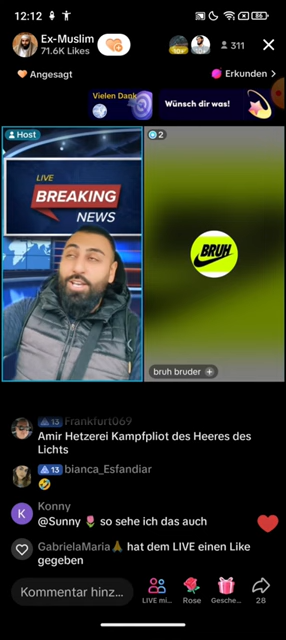 12:12
86
Ex-Muslim
71.6K Likes
311
Angesagt
Erkunden >
Vielen Dank
Wünsch dir was!
Host
2
LIVE
BREAKING
NEWS
BRUH
bruh bruder +
13 Frankfurt069
Amir Hetzerei Kampfpliot des Heeres des
Lichts
13 bianca_Esfandiar
🤣
K
Konny
@Sunny 🌷 so sehe ich das auch
GabrielaMaria🙏 hat dem LIVE einen Like
gegeben
Kommentar hinz...
LIVE mi...
Rose
Gesche...
28